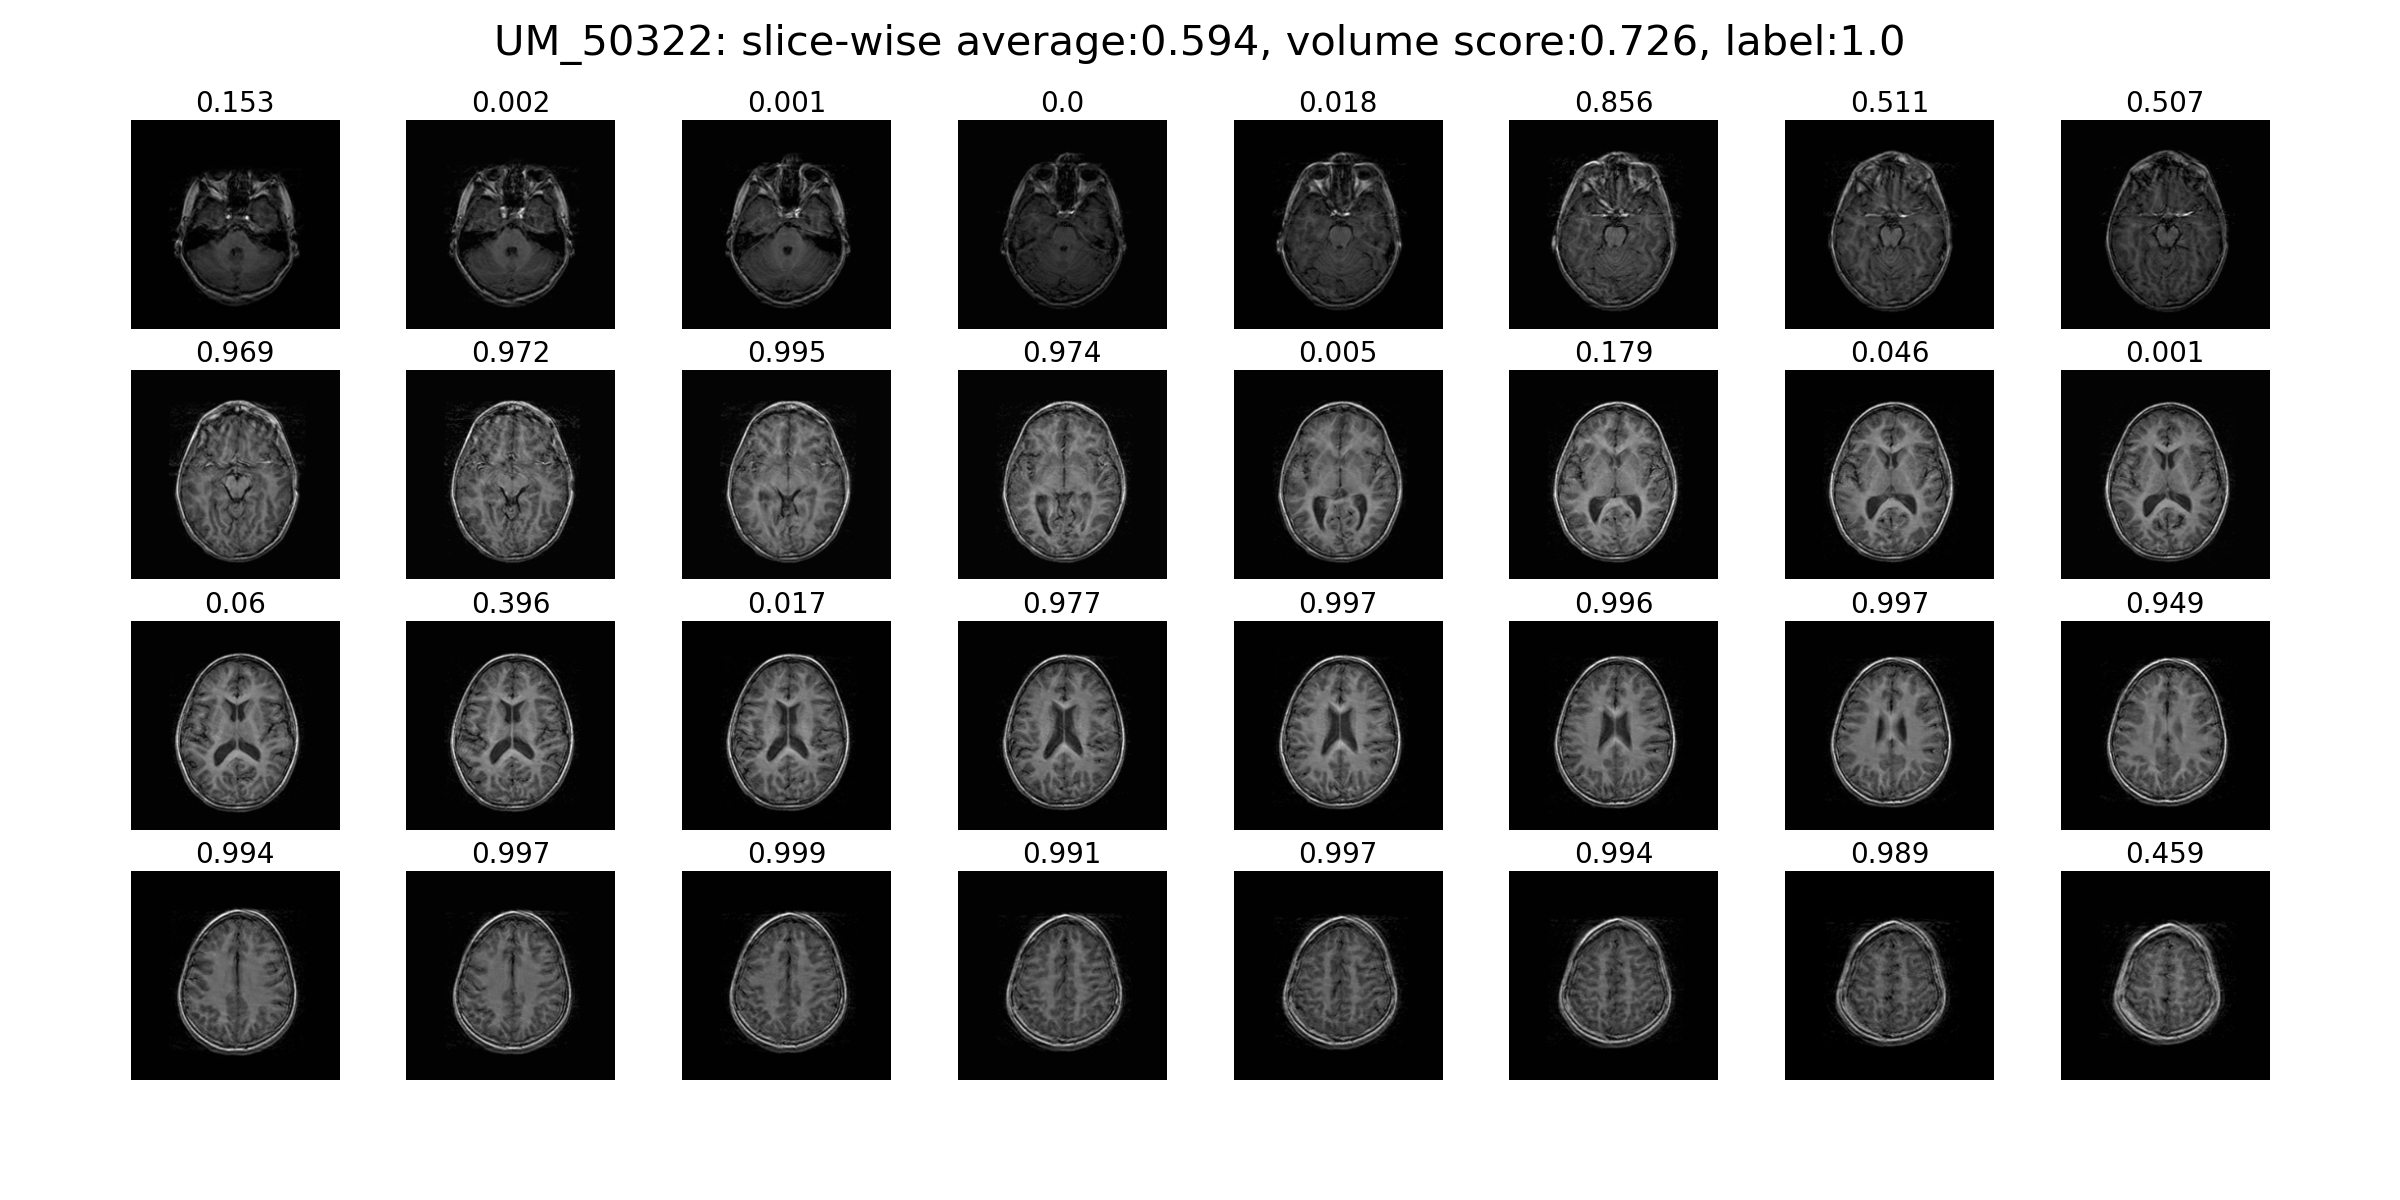 UM_50322: slice-wise average:0.594, volume score:0.726, label:1.0
0.153 0.002 0.001 0.0 0.018 0.856 0.511 0.507
0.969 0.972 0.995 0.974 0.005 0.179 0.046 0.001
0.06 0.396 0.017 0.977 0.997 0.996 0.997 0.949
0.994 0.997 0.999 0.991 0.997 0.994 0.989 0.459